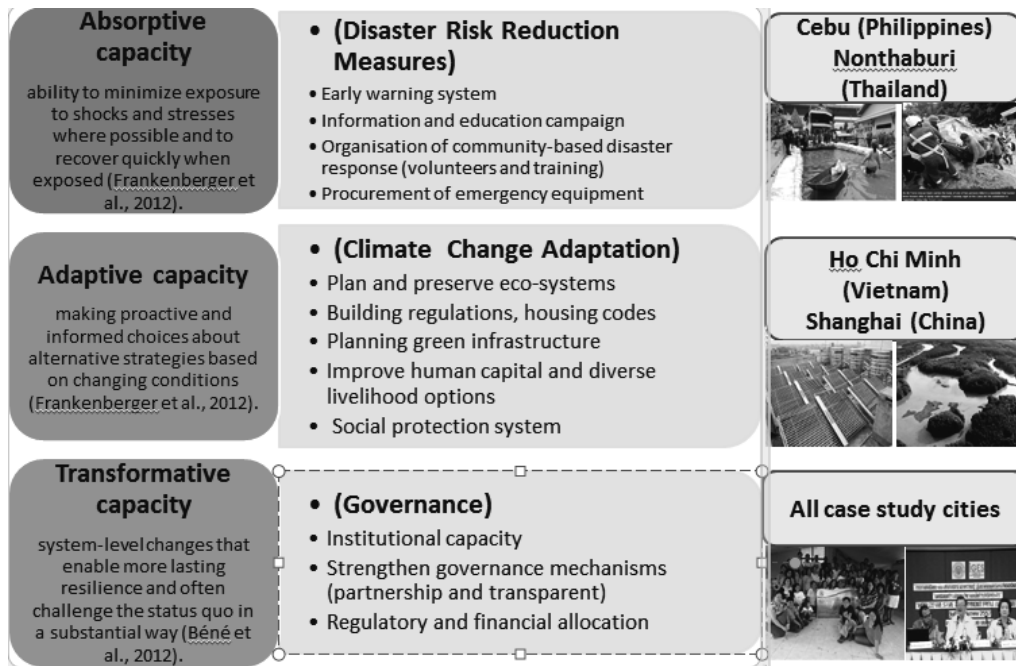 Absorptive
capacity
ability to minimize exposure
to shocks and stresses
where possible and to
recover quickly when
exposed (Frankenberger et
al., 2012).
• (Disaster Risk Reduction
Measures)
• Early warning system
• Information and education campaign
• Organisation of community-based disaster
response (volunteers and training)
• Procurement of emergency equipment
Cebu (Philippines)
Nonthaburi
(Thailand)
Adaptive capacity
making proactive and
informed choices about
alternative strategies based
on changing conditions
(Frankenberger et al., 2012).
• (Climate Change Adaptation)
• Plan and preserve eco-systems
• Building regulations, housing codes
• Planning green infrastructure
• Improve human capital and diverse
livelihood options
• Social protection system
Ho Chi Minh
(Vietnam)
Shanghai (China)
Transformative
capacity
system-level changes that
enable more lasting
resilience and often
challenge the status quo in
a substantial way (Béné et
al., 2012).
• (Governance)
• Institutional capacity
• Strengthen governance mechanisms
(partnership and transparent)
• Regulatory and financial allocation
All case study cities